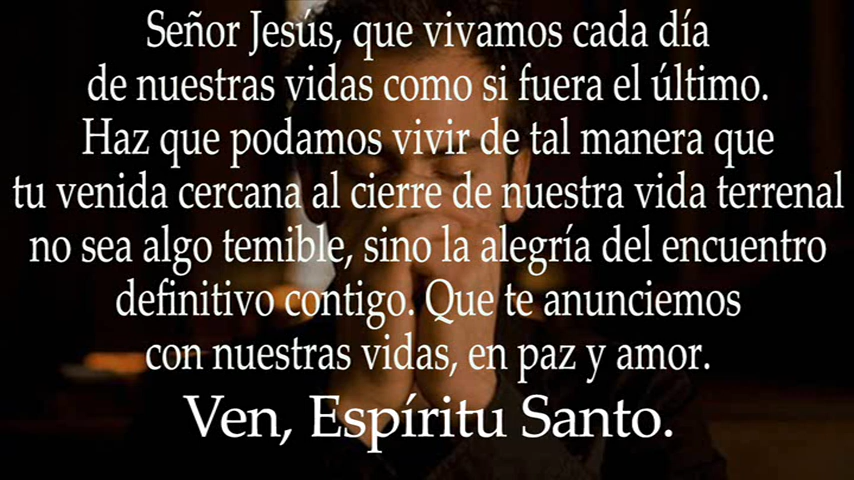 Señor Jesús, que vivamos cada día
de nuestras vidas como si fuera el último.
Haz que podamos vivir de tal manera que
tu venida cercana al cierre de nuestra vida terrenal
no sea algo temible, sino la alegría del encuentro
definitivo contigo. Que te anunciemos
con nuestras vidas, en paz y amor.
Ven, Espíritu Santo.